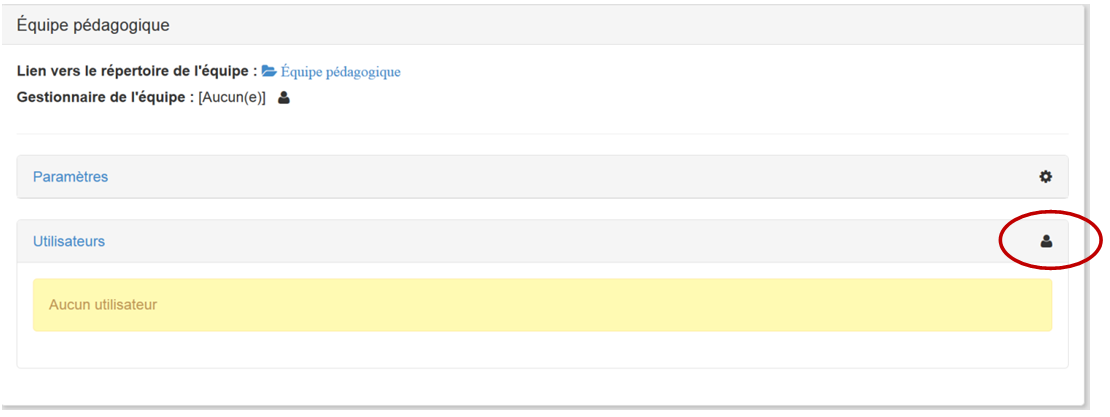 Équipe pédagogique
Lien vers le répertoire de l'équipe : Équipe pédagogique
Gestionnaire de l'équipe : [Aucun(e)]
Paramètres
Utilisateurs
Aucun utilisateur